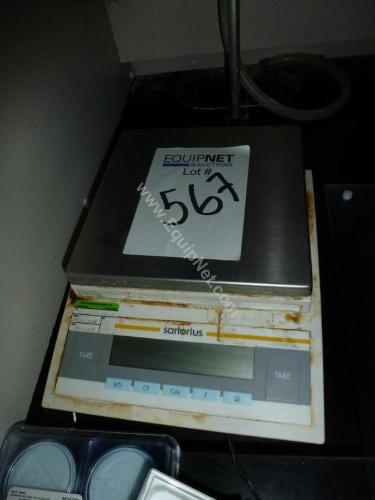 EQUIPNET
AUCTIONS
Lot #
567
www.EquipNet.com
sartorius
TARE
TARE
I/O
CF
CAL
F